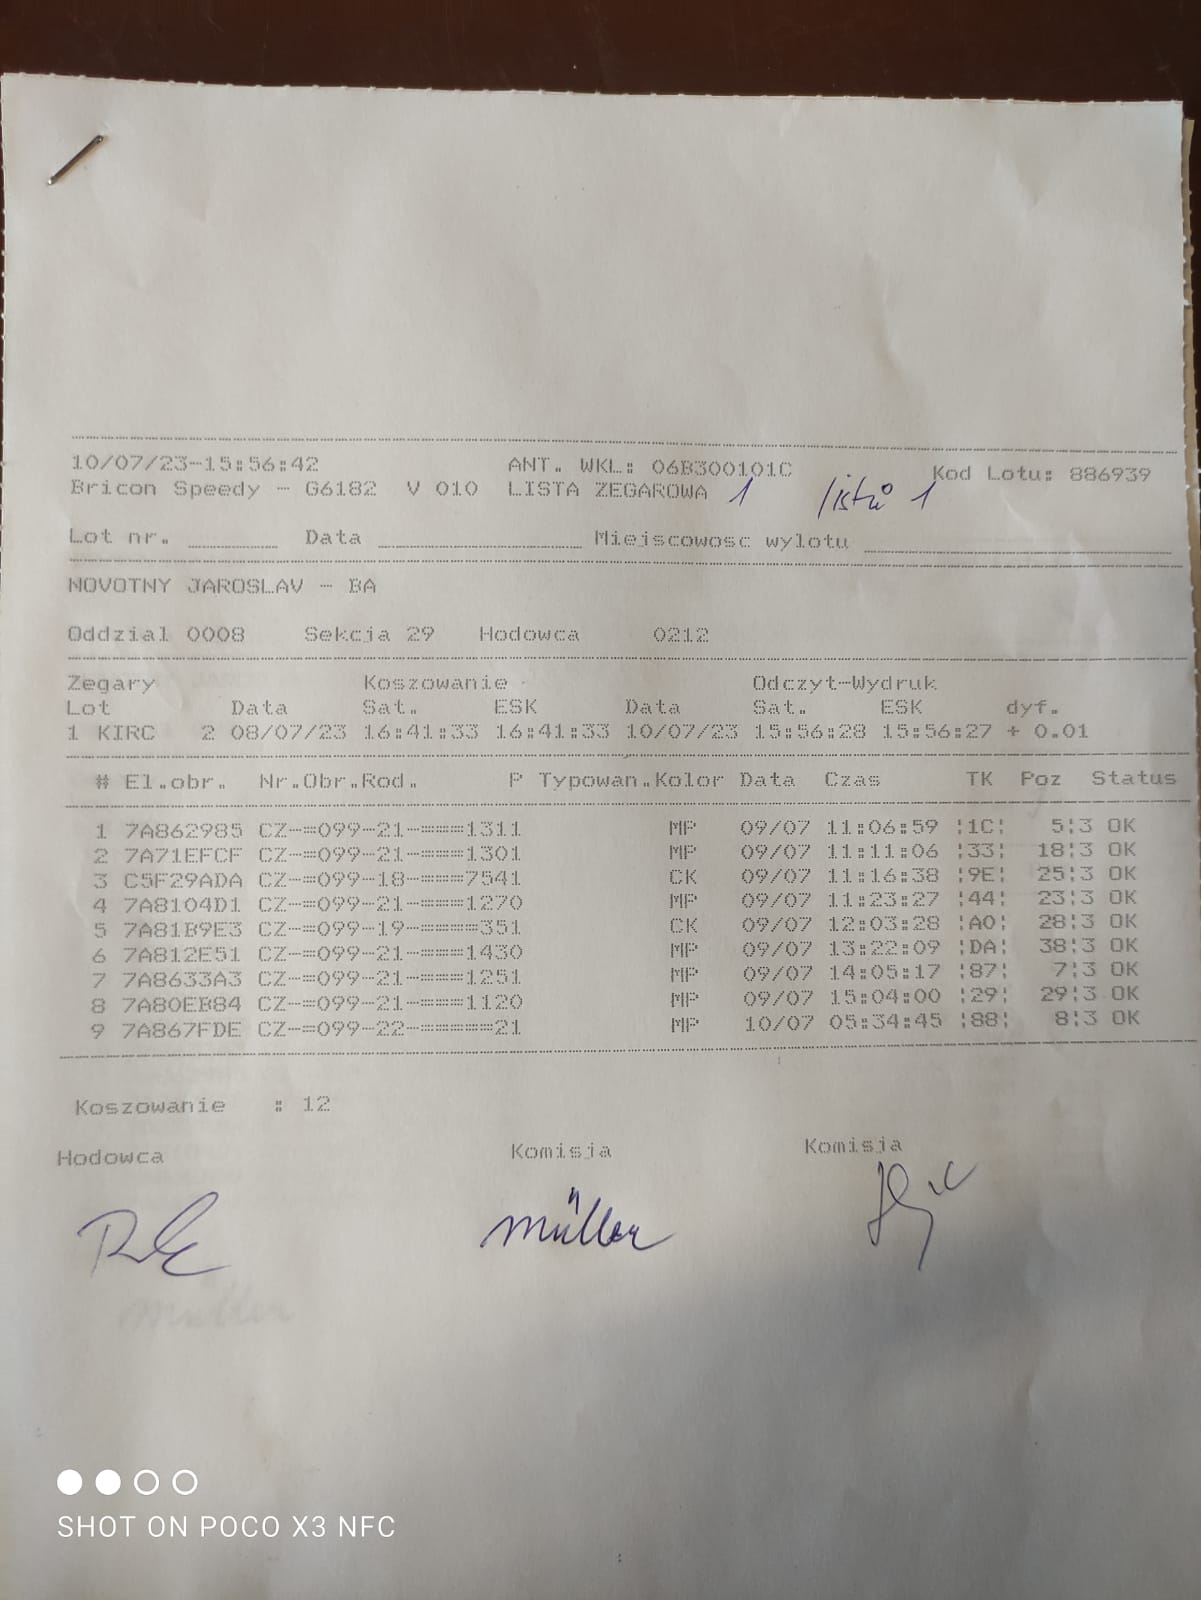 10/07/23-15:56:42 ANT. WKL: 06B300101C Kod Lotu: 886939
Bricon Speedy - G6182 V 010 LISTA ZEGAROWA 1 listů 1
Lot nr. ________ Data ________________ Miejscowosc wylotu ________________________
NOVOTNY JAROSLAV - BA
Oddzial 0008 Sekcja 29 Hodowca 0212
Zegary Koszowanie Odczyt-Wydruk
Lot Data Sat. ESK Data Sat. ESK dyf.
1 KIRC 2 08/07/23 16:41:33 16:41:33 10/07/23 15:56:28 15:56:27 + 0.01
# El.obr. Nr.Obr.Rod. P Typowan.Kolor Data Czas TK Poz Status
1 7A862985 CZ-=099-21-===1311 MP 09/07 11:06:59 ¦1C¦ 5¦3 OK
2 7A71EFCF CZ-=099-21-===1301 MP 09/07 11:11:06 ¦33¦ 18¦3 OK
3 C5F29ADA CZ-=099-18-===7541 CK 09/07 11:16:38 ¦9E¦ 25¦3 OK
4 7A8104D1 CZ-=099-21-===1270 MP 09/07 11:23:27 ¦44¦ 23¦3 OK
5 7A81B9E3 CZ-=099-19-====351 CK 09/07 12:03:28 ¦A0¦ 28¦3 OK
6 7A812E51 CZ-=099-21-===1430 MP 09/07 13:22:09 ¦DA¦ 38¦3 OK
7 7A8633A3 CZ-=099-21-===1251 MP 09/07 14:05:17 ¦87¦ 7¦3 OK
8 7A80EB84 CZ-=099-21-===1120 MP 09/07 15:04:00 ¦29¦ 29¦3 OK
9 7A867FDE CZ-=099-22-=====21 MP 10/07 05:34:45 ¦88¦ 8¦3 OK
Koszowanie : 12
Hodowca Komisja Komisja
müller
SHOT ON POCO X3 NFC